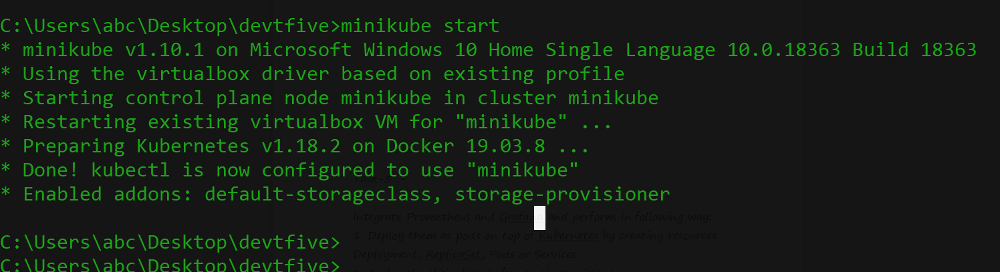 C:\Users\abc\Desktop\devtfive>minikube start
* minikube v1.10.1 on Microsoft Windows 10 Home Single Language 10.0.18363 Build 18363
* Using the virtualbox driver based on existing profile
* Starting control plane node minikube in cluster minikube
* Restarting existing virtualbox VM for "minikube" ...
* Preparing Kubernetes v1.18.2 on Docker 19.03.8 ...
* Done! kubectl is now configured to use "minikube"
* Enabled addons: default-storageclass, storage-provisioner
Integrate Prometheus and Grafana and perform in following way:
1. Deploy them as pods on top of Kubernetes by creating resources
C:\Users\abc\Desktop\devtfive>
Deployment, ReplicaSet, Pods or Services
C:\Users\abc\Desktop\devtfive>